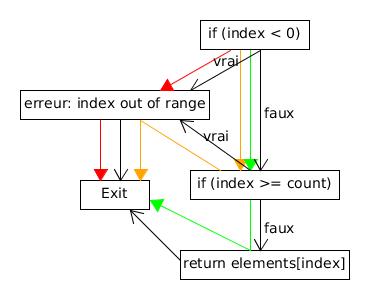 if (index < 0)
vrai
erreur: index out of range
faux
vrai
Exit
if (index >= count)
faux
return elements[index]